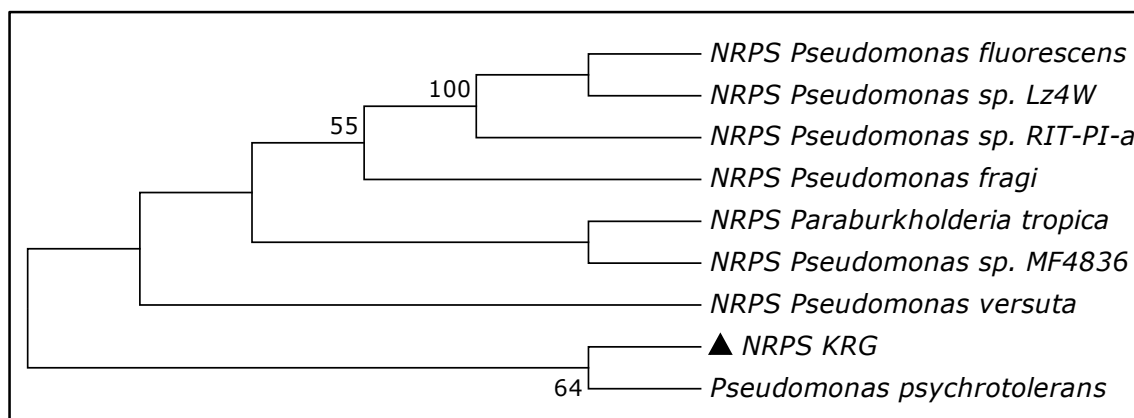 NRPS Pseudomonas fluorescens
NRPS Pseudomonas sp. Lz4W
100
NRPS Pseudomonas sp. RIT-PI-a
55
NRPS Pseudomonas fragi
NRPS Paraburkholderia tropica
NRPS Pseudomonas sp. MF4836
NRPS Pseudomonas versuta
▲ NRPS KRG
64
Pseudomonas psychrotolerans